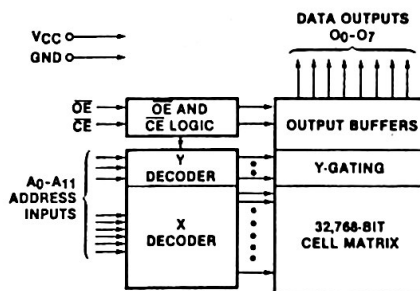 DATA OUTPUTS
O0-O7
VCC
GND
OE
CE
OE AND
CE LOGIC
OUTPUT BUFFERS
A0-A11
ADDRESS
INPUTS
Y
DECODER
Y-GATING
X
DECODER
32,768-BIT
CELL MATRIX